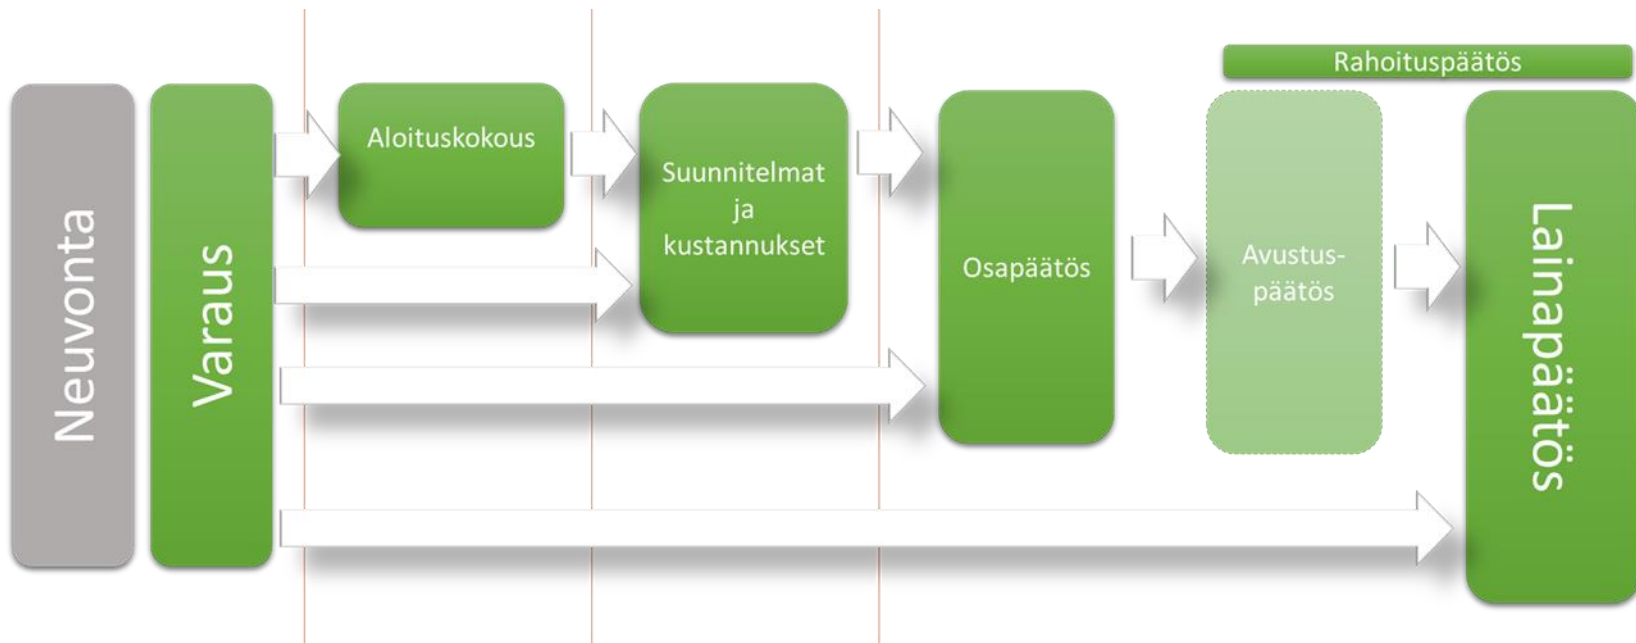 Neuvonta
Varaus
Aloituskokous
Suunnitelmat
ja
kustannukset
Osapäätös
Rahoituspäätös
Avustus-
päätös
Lainapäätös